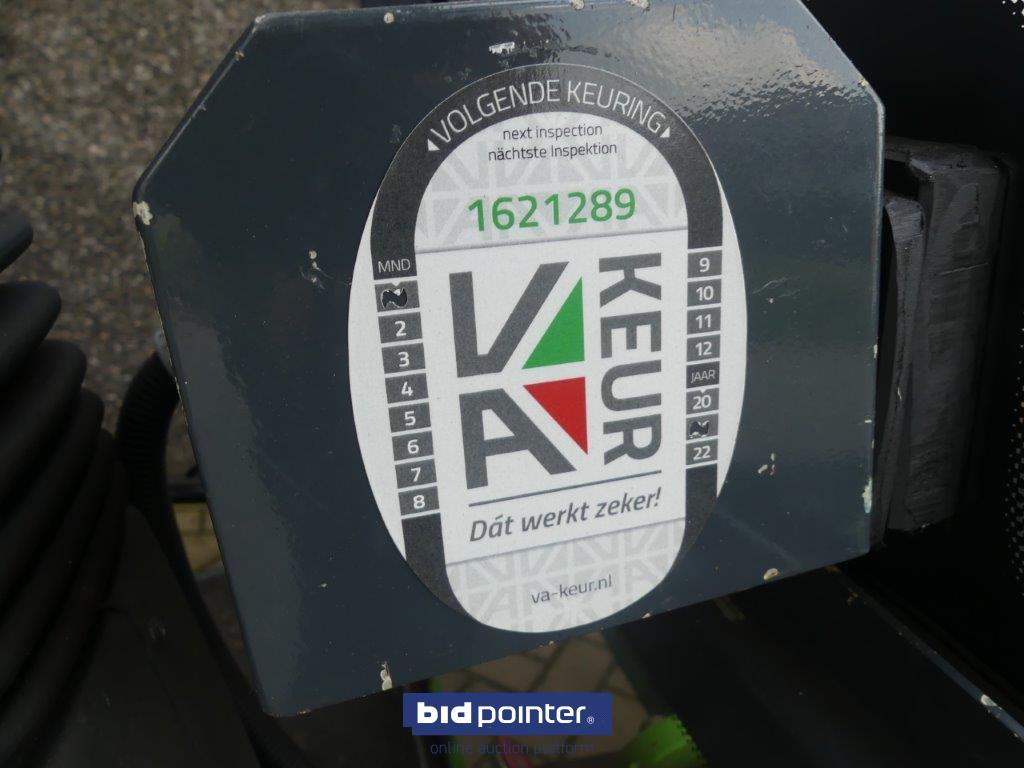 VOLGENDE KEURING
next inspection
nächtste Inspektion
1621289
MND
2
3
4
5
6
7
8
VA
KEUR
9
10
11
12
JAAR
20
22
Dát werkt zeker!
va-keur.nl
bidpointer®
online auction platform